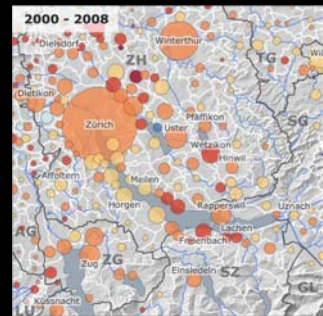 2000 - 2008
Winterthur
Dielsdorf
ZH
TG
Dietikon
Zürich
Uster
Pfäffikon
SG
Wetzikon
Hinwil
Affoltern
Meilen
Horgen
Rapperswil
Uznach
Lachen
AG
Freienbach
Zug
ZG
SZ
Einsiedeln
Küssnacht
GL
LU